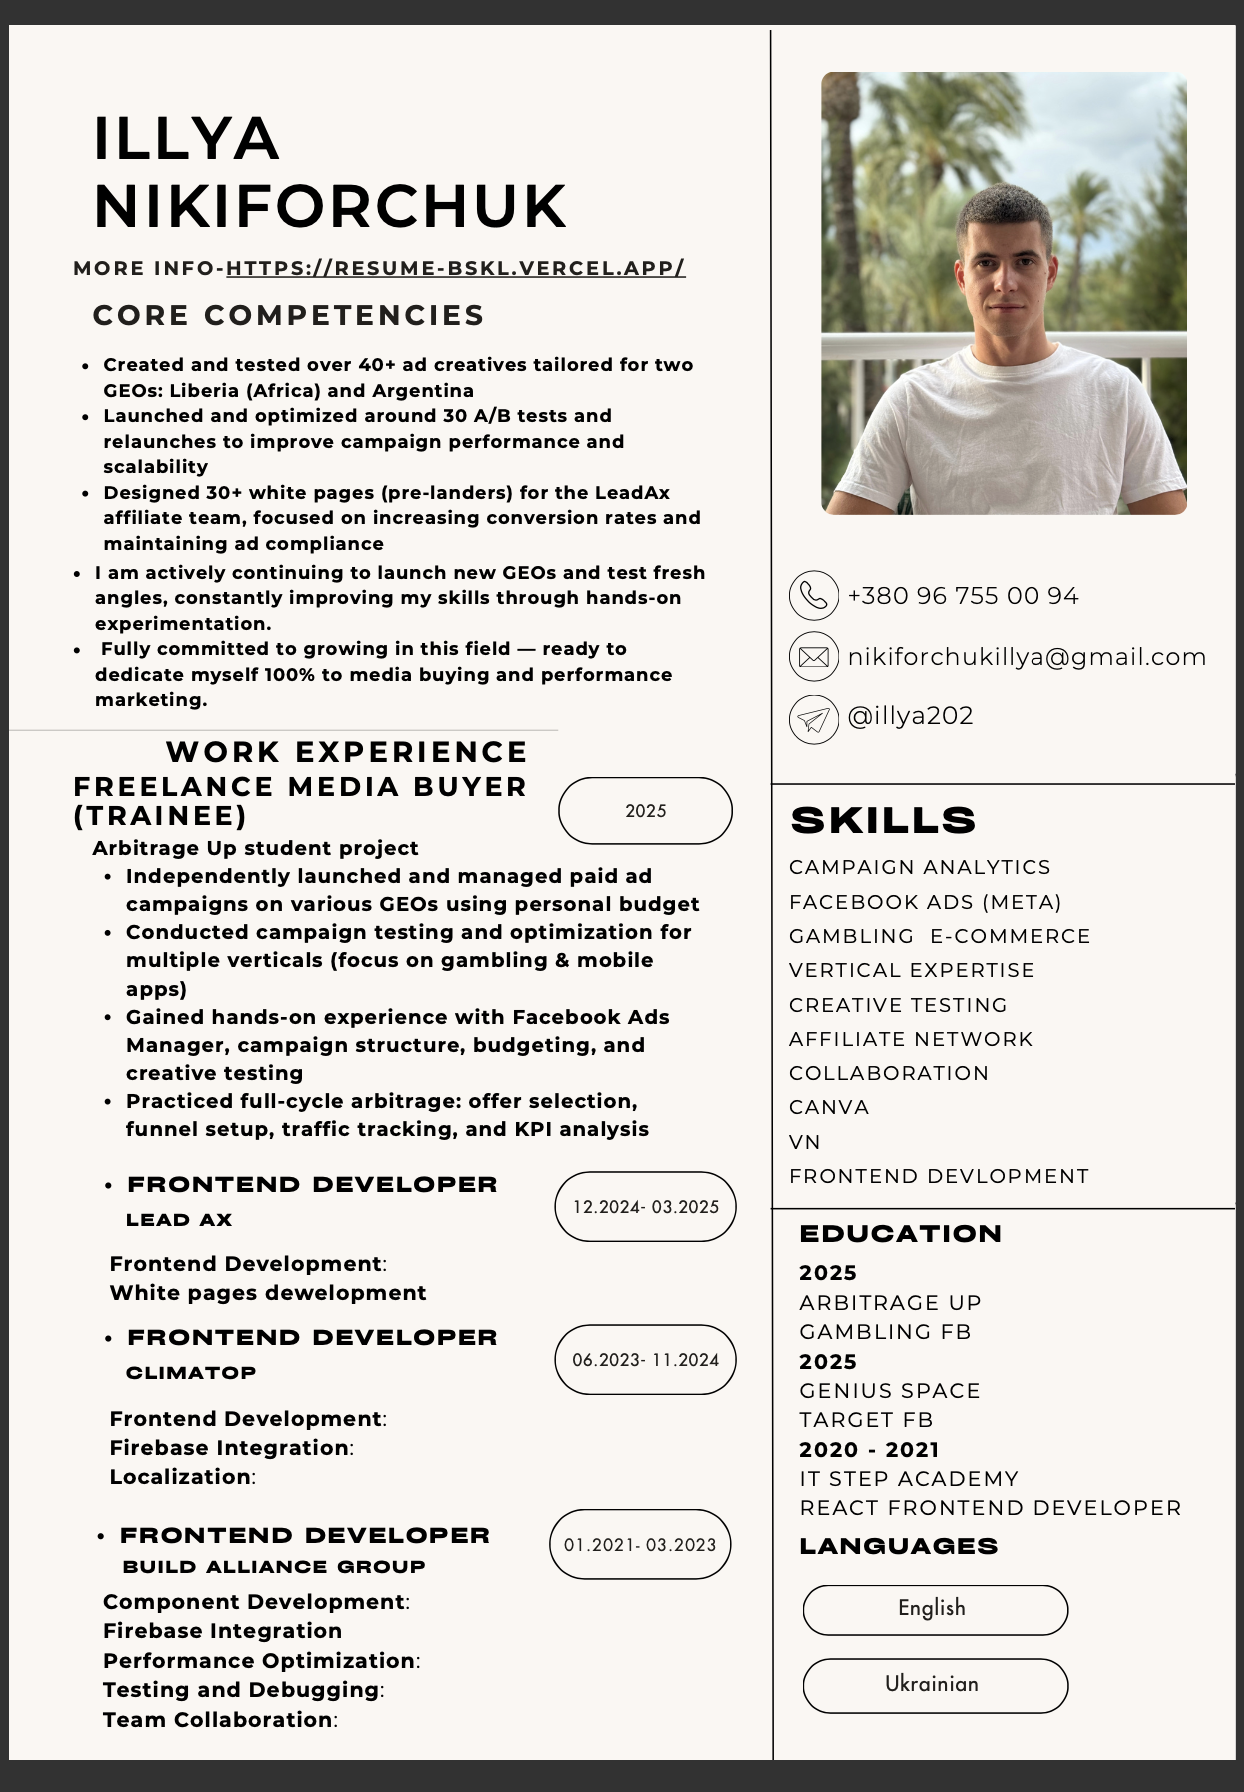 ILLYA
NIKIFORCHUK
MORE INFO-HTTPS://RESUME-BSKL.VERCEL.APP/
CORE COMPETENCIES
• Created and tested over 40+ ad creatives tailored for two
GEOs: Liberia (Africa) and Argentina
• Launched and optimized around 30 A/B tests and
relaunches to improve campaign performance and
scalability
• Designed 30+ white pages (pre-landers) for the LeadAx
affiliate team, focused on increasing conversion rates and
maintaining ad compliance
• I am actively continuing to launch new GEOs and test fresh
angles, constantly improving my skills through hands-on
experimentation.
• Fully committed to growing in this field — ready to
dedicate myself 100% to media buying and performance
marketing.
WORK EXPERIENCE
FREELANCE MEDIA BUYER
(TRAINEE)
2025
Arbitrage Up student project
• Independently launched and managed paid ad
campaigns on various GEOs using personal budget
• Conducted campaign testing and optimization for
multiple verticals (focus on gambling & mobile
apps)
• Gained hands-on experience with Facebook Ads
Manager, campaign structure, budgeting, and
creative testing
• Practiced full-cycle arbitrage: offer selection,
funnel setup, traffic tracking, and KPI analysis
• FRONTEND DEVELOPER
LEAD AX
12.2024- 03.2025
Frontend Development:
White pages dewelopment
• FRONTEND DEVELOPER
CLIMATOP
06.2023- 11.2024
Frontend Development:
Firebase Integration:
Localization:
• FRONTEND DEVELOPER
BUILD ALLIANCE GROUP
01.2021- 03.2023
Component Development:
Firebase Integration
Performance Optimization:
Testing and Debugging:
Team Collaboration:
+380 96 755 00 94
nikiforchukillya@gmail.com
@illya202
SKILLS
CAMPAIGN ANALYTICS
FACEBOOK ADS (META)
GAMBLING  E-COMMERCE
VERTICAL EXPERTISE
CREATIVE TESTING
AFFILIATE NETWORK
COLLABORATION
CANVA
VN
FRONTEND DEVLOPMENT
EDUCATION
2025
ARBITRAGE UP
GAMBLING FB
2025
GENIUS SPACE
TARGET FB
2020 - 2021
IT STEP ACADEMY
REACT FRONTEND DEVELOPER
LANGUAGES
English
Ukrainian